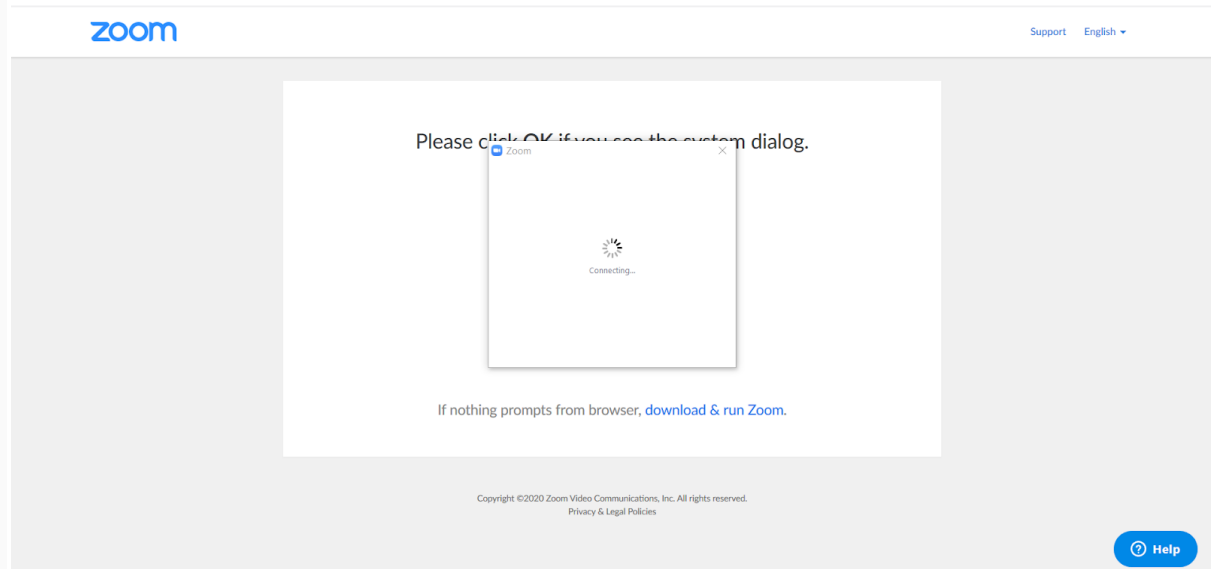 zoom
Support English
Please click OK if you see the system dialog.
Zoom
Connecting...
If nothing prompts from browser, download & run Zoom.
Copyright ©2020 Zoom Video Communications, Inc. All rights reserved.
Privacy & Legal Policies
Help